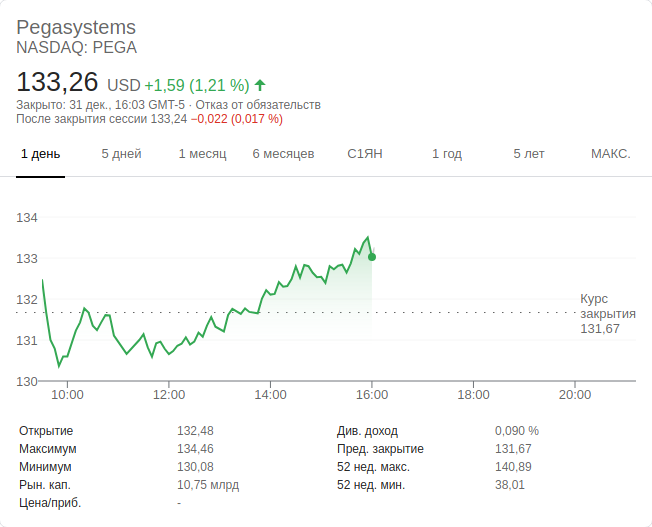 Pegasystems
NASDAQ: PEGA
133,26 USD +1,59 (1,21 %)
Закрыто: 31 дек., 16:03 GMT-5 · Отказ от обязательств
После закрытия сессии 133,24 −0,022 (0,017 %)
1 день 5 дней 1 месяц 6 месяцев С1ЯН 1 год 5 лет МАКС.
134
133
132
Курс
закрытия
131,67
131
130
10:00 12:00 14:00 16:00 18:00 20:00
Открытие 132,48 Див. доход 0,090 %
Максимум 134,46 Пред. закрытие 131,67
Минимум 130,08 52 нед. макс. 140,89
Рын. кап. 10,75 млрд 52 нед. мин. 38,01
Цена/приб. -